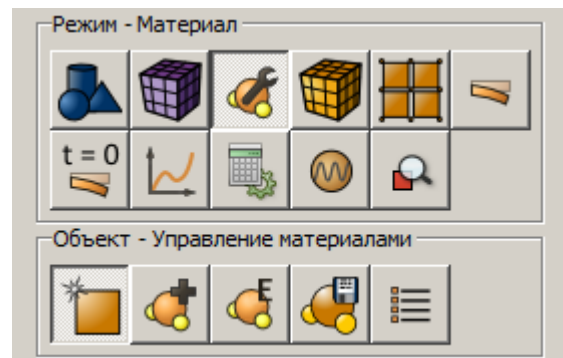 Режим - Материал
t = 0
Объект - Управление материалами
E